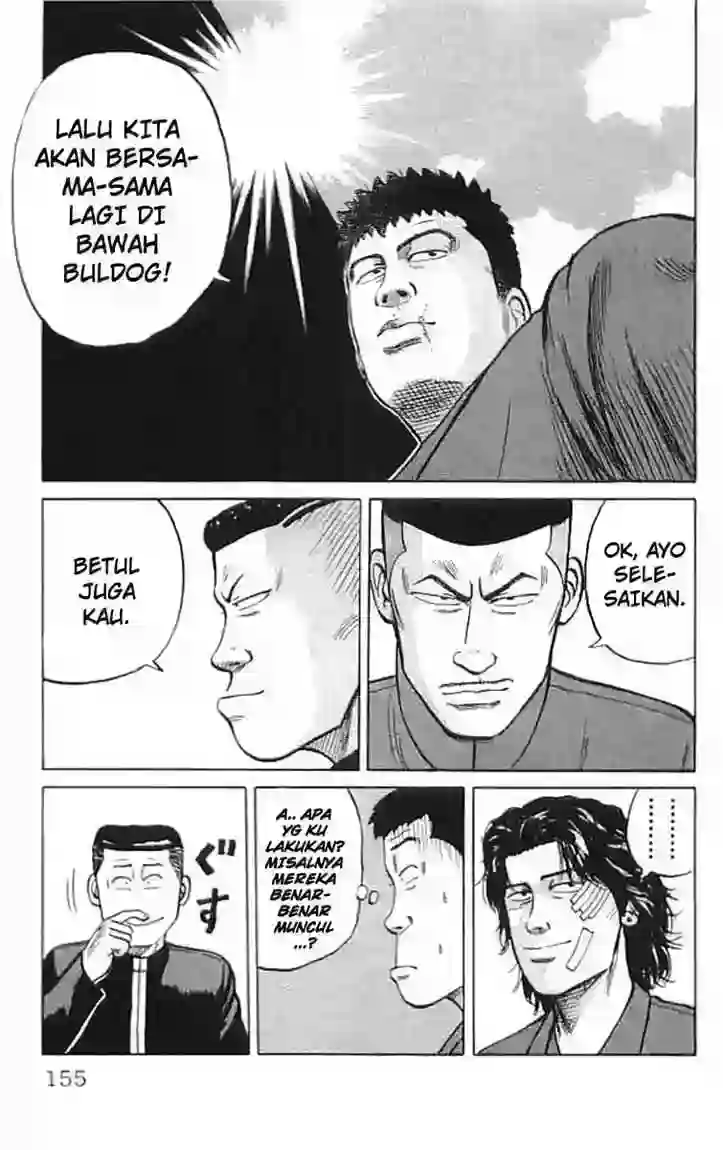 LALU KITA
AKAN BERSA-
MA-SAMA
LAGI DI
BAWAH
BULDOG!
OK, AYO
SELE-
SAIKAN.
BETUL
JUGA
KAU.
........
A.. APA
YG KU
LAKUKAN?
MISALNYA
MEREKA
BENAR-
BENAR
MUNCUL
...?
ぐす
155